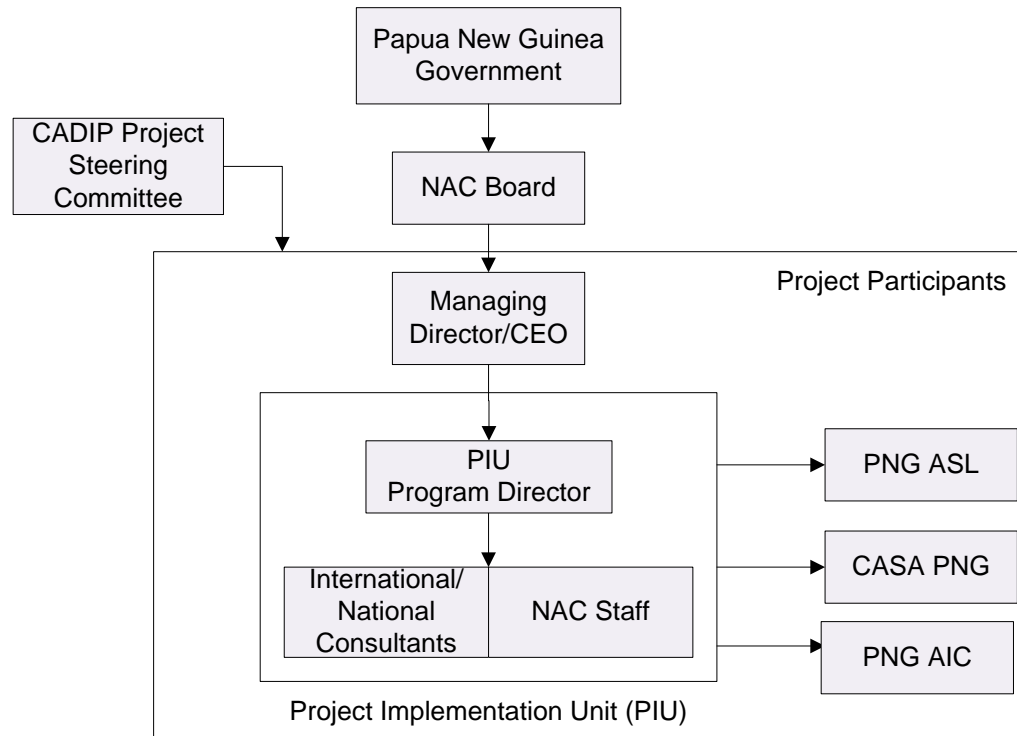 Papua New Guinea
Government
CADIP Project
Steering
Committee
NAC Board
Project Participants
Managing
Director/CEO
PIU
Program Director
PNG ASL
International/
National
Consultants
NAC Staff
CASA PNG
PNG AIC
Project Implementation Unit (PIU)